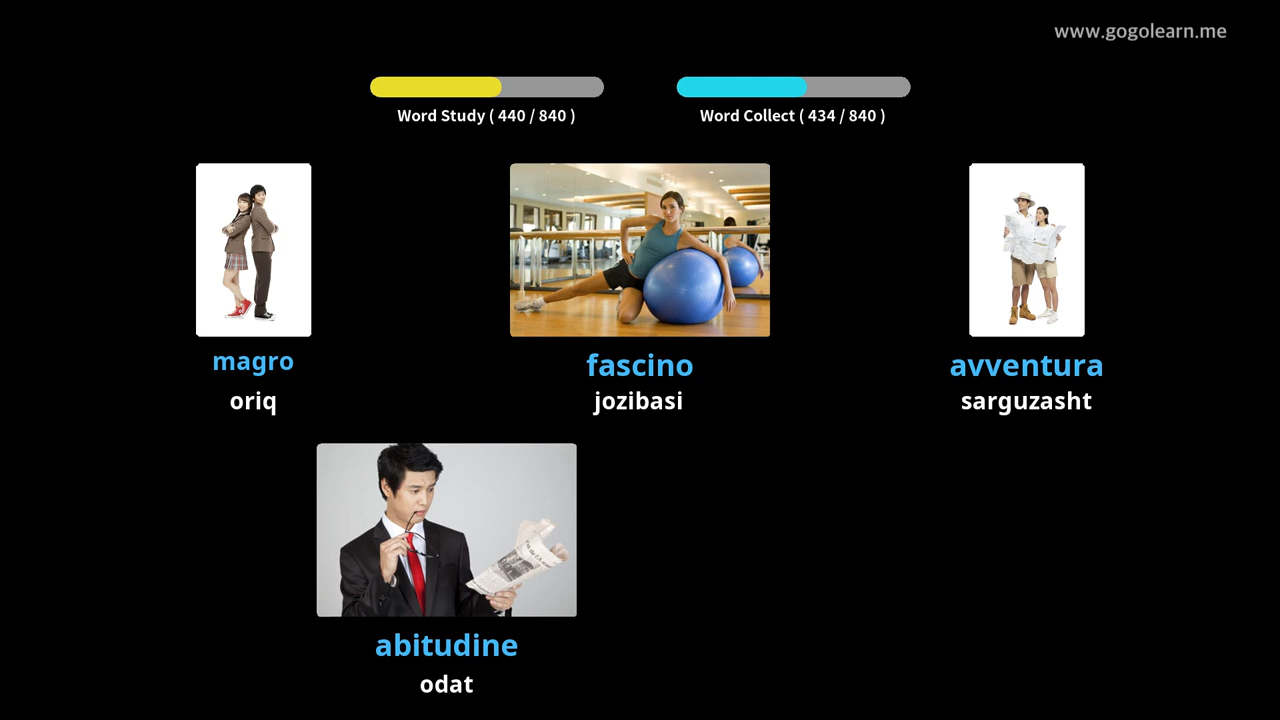 www.gogolearn.me
Word Study ( 440 / 840 )
Word Collect ( 434 / 840 )
magro
oriq
fascino
jozibasi
avventura
sarguzasht
abitudine
odat